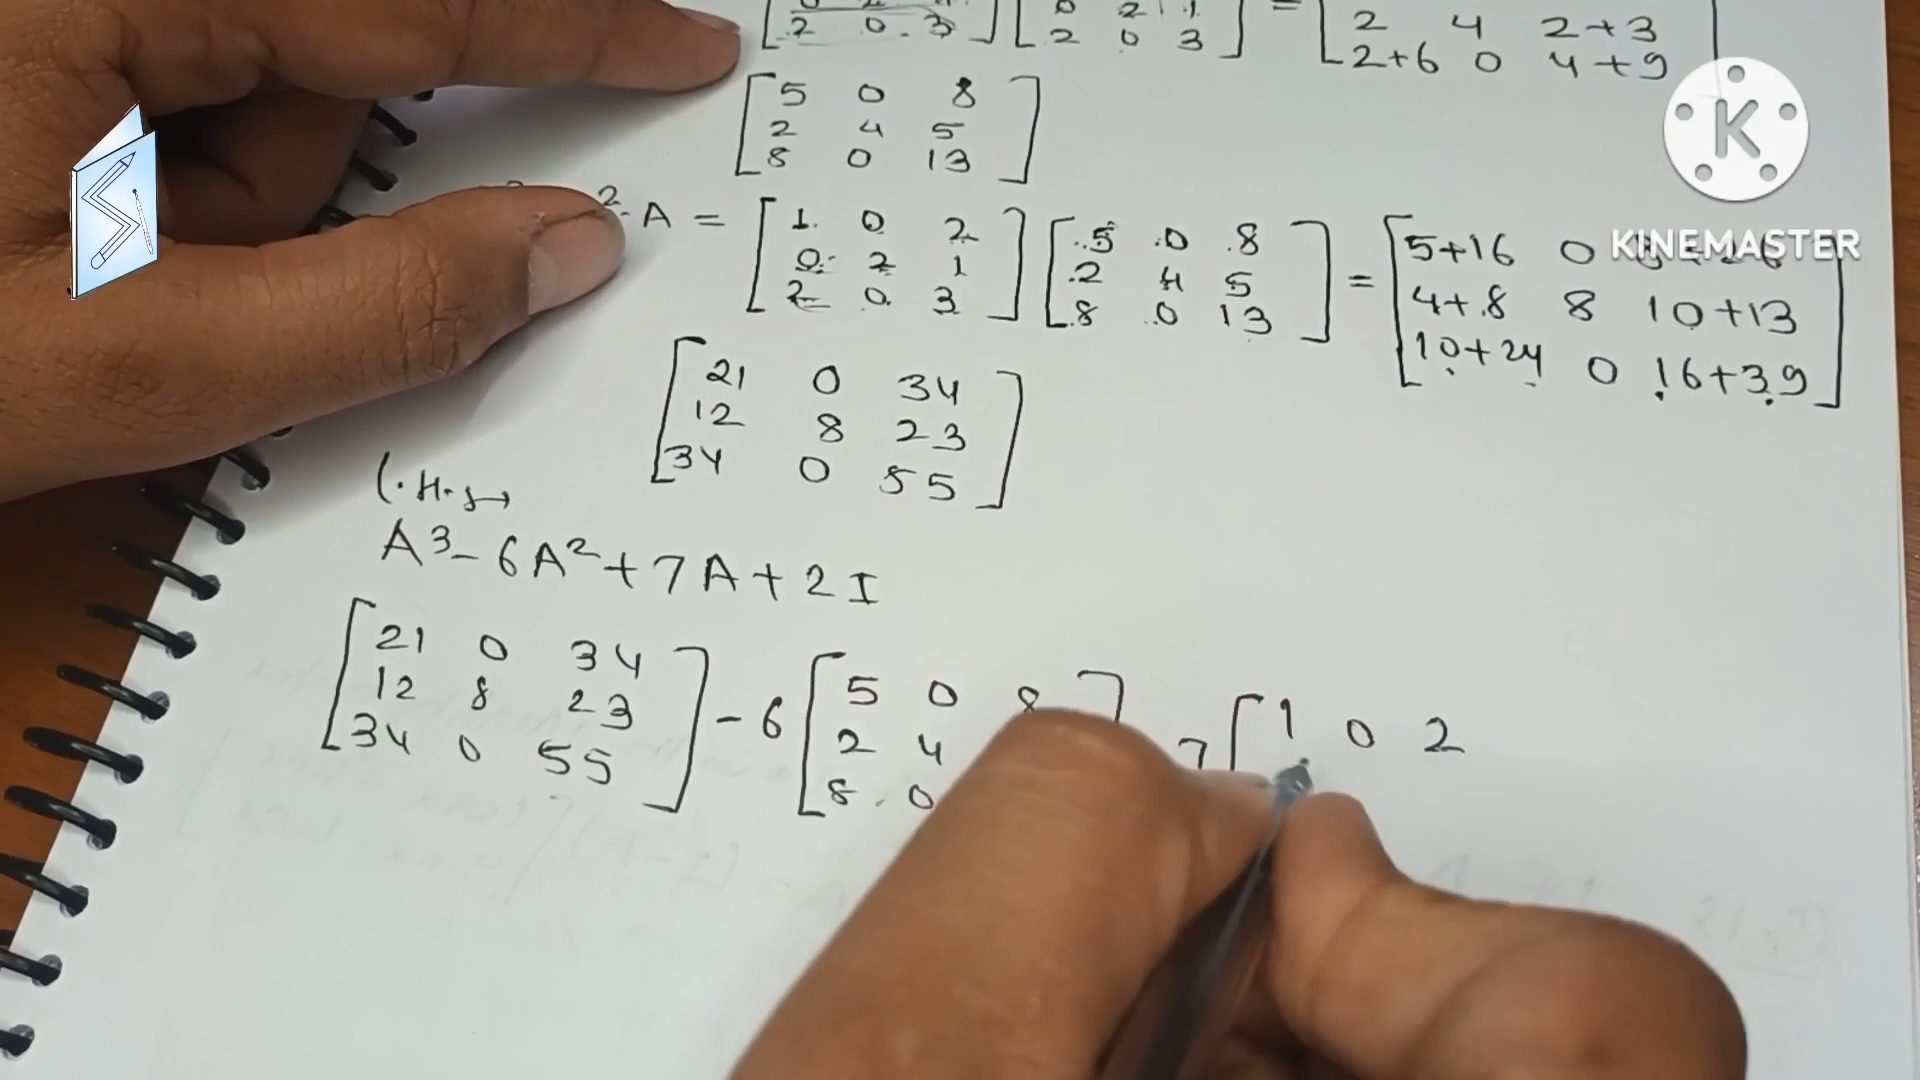 2 0 3 ] [ 2 0 3 ] = [ 2 4 2+3
2+6 0 4+9
[ 5 0 8
2 4 5
8 0 13 ]
2. A = [ 1. 0 2 [ 5 0 8 = [ 5+16 0
0 2 1 2 4 5 4+8 8 10+13
2 0 3 ] 8 0 13 ] 10+24 0 16+39 ]
[ 21 0 34
12 8 23
34 0 55 ]
A³ - 6A² + 7A + 2I
[ 21 0 34 - 6 [ 5 0 8 7 [ 1 0 2
12 8 23 2 4
34 0 55 ] 8 0
KINEMASTER